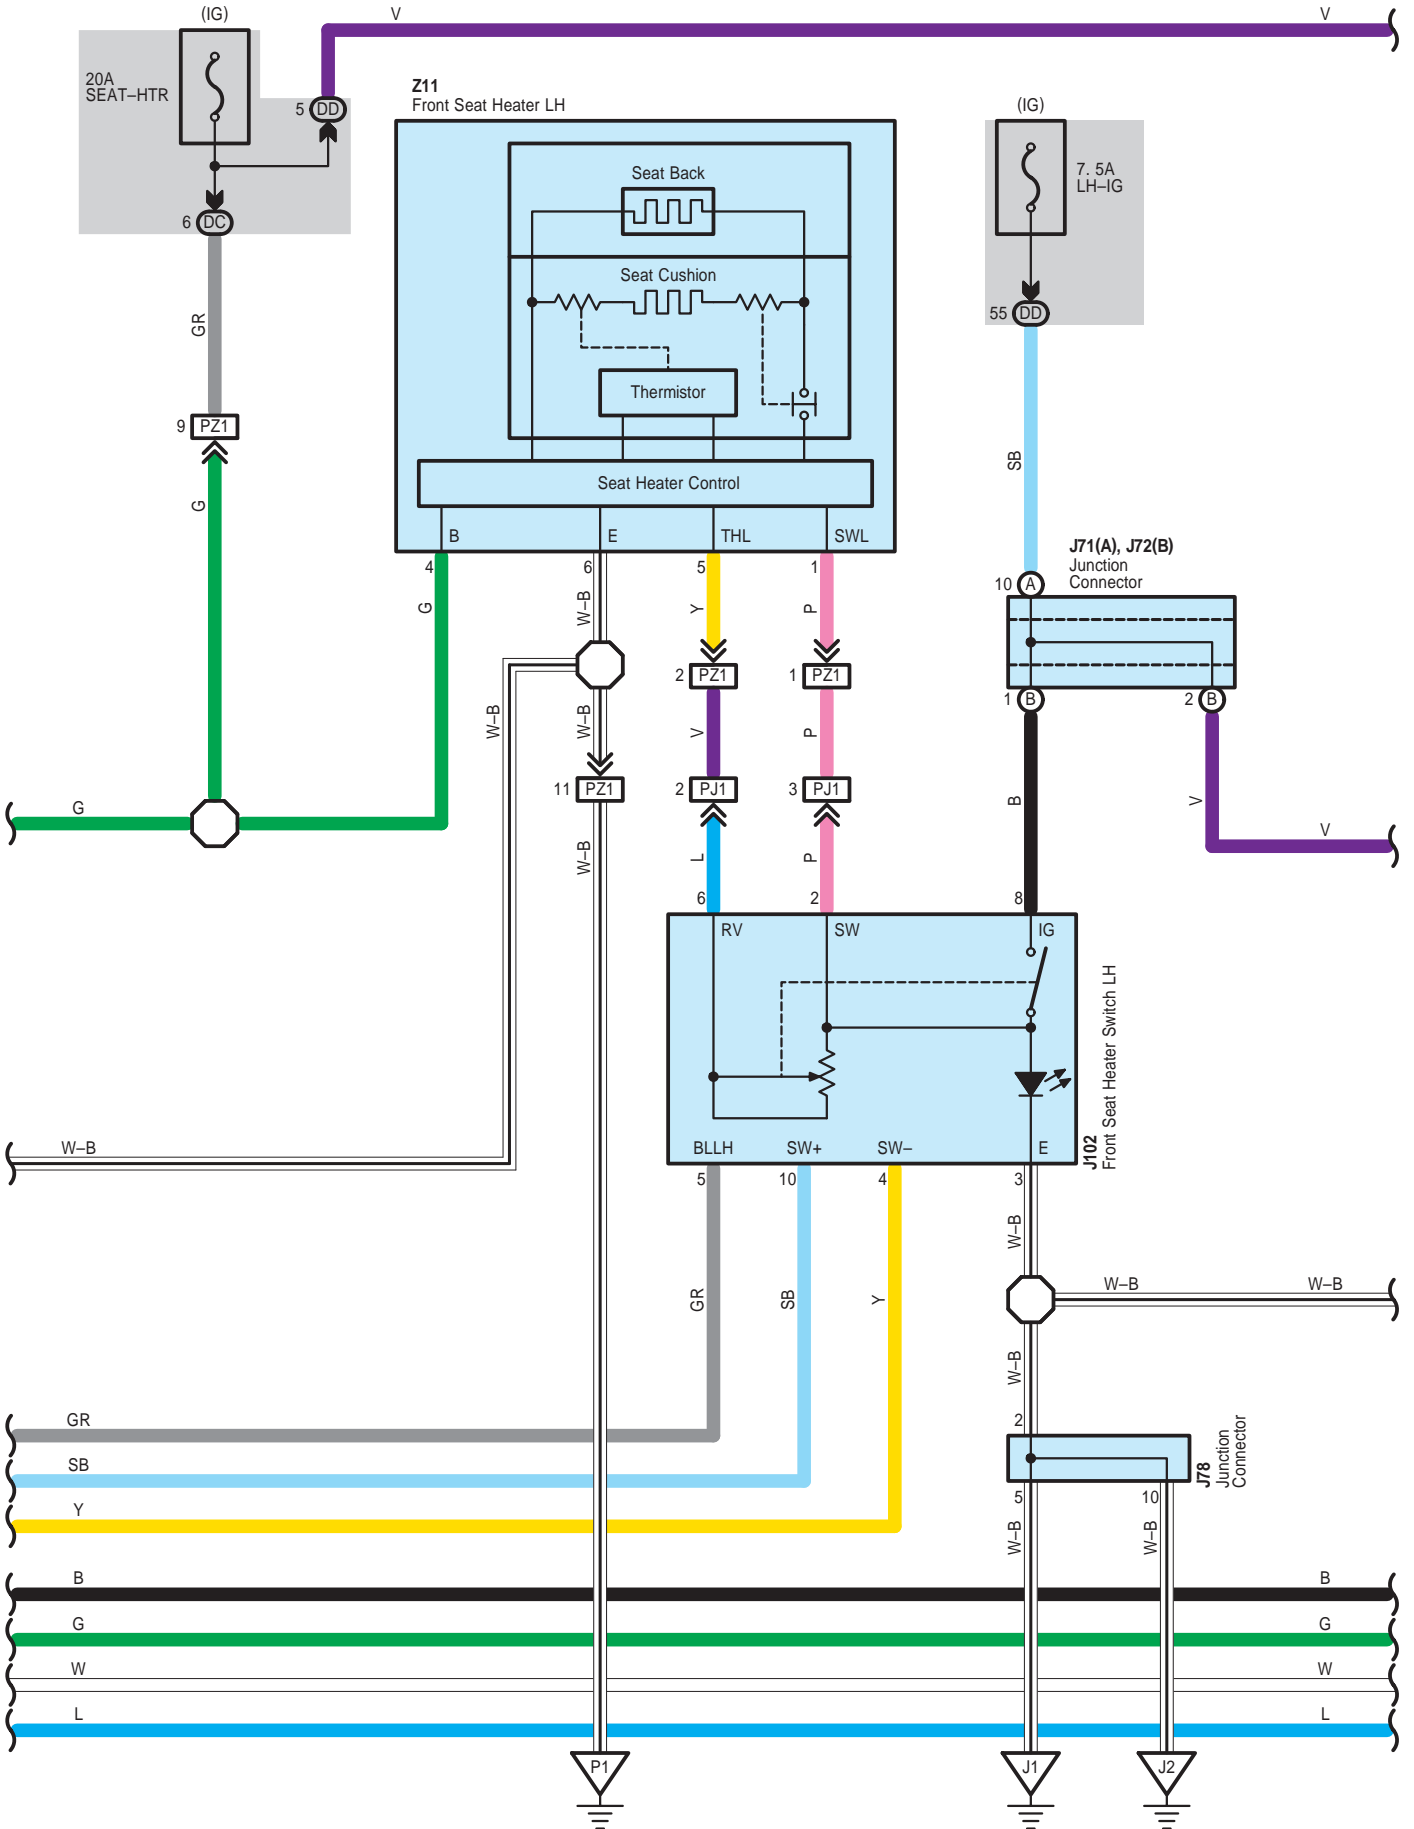 (IG)
V
V
20A
SEAT–HTR
5 DD
6 DC
Z11
Front Seat Heater LH
(IG)
7. 5A
LH–IG
55 DD
Seat Back
Seat Cushion
Thermistor
Seat Heater Control
B
E
THL
SWL
4
6
5
1
GR
9 PZ1
G
SB
J71(A), J72(B)
Junction
Connector
10 A
1 B
2 B
G
W–B
Y
P
2 PZ1
1 PZ1
W–B
W–B
V
P
11 PZ1
2 PJ1
3 PJ1
B
V
V
G
W–B
L
P
6
2
8
RV
SW
IG
J102
Front Seat Heater Switch LH
BLLH
SW+
SW–
E
5
10
4
3
W–B
W–B
GR
SB
Y
W–B
W–B
W–B
2
J78
Junction
Connector
5
10
W–B
W–B
GR
SB
Y
B
B
G
G
W
W
L
L
P1
J1
J2